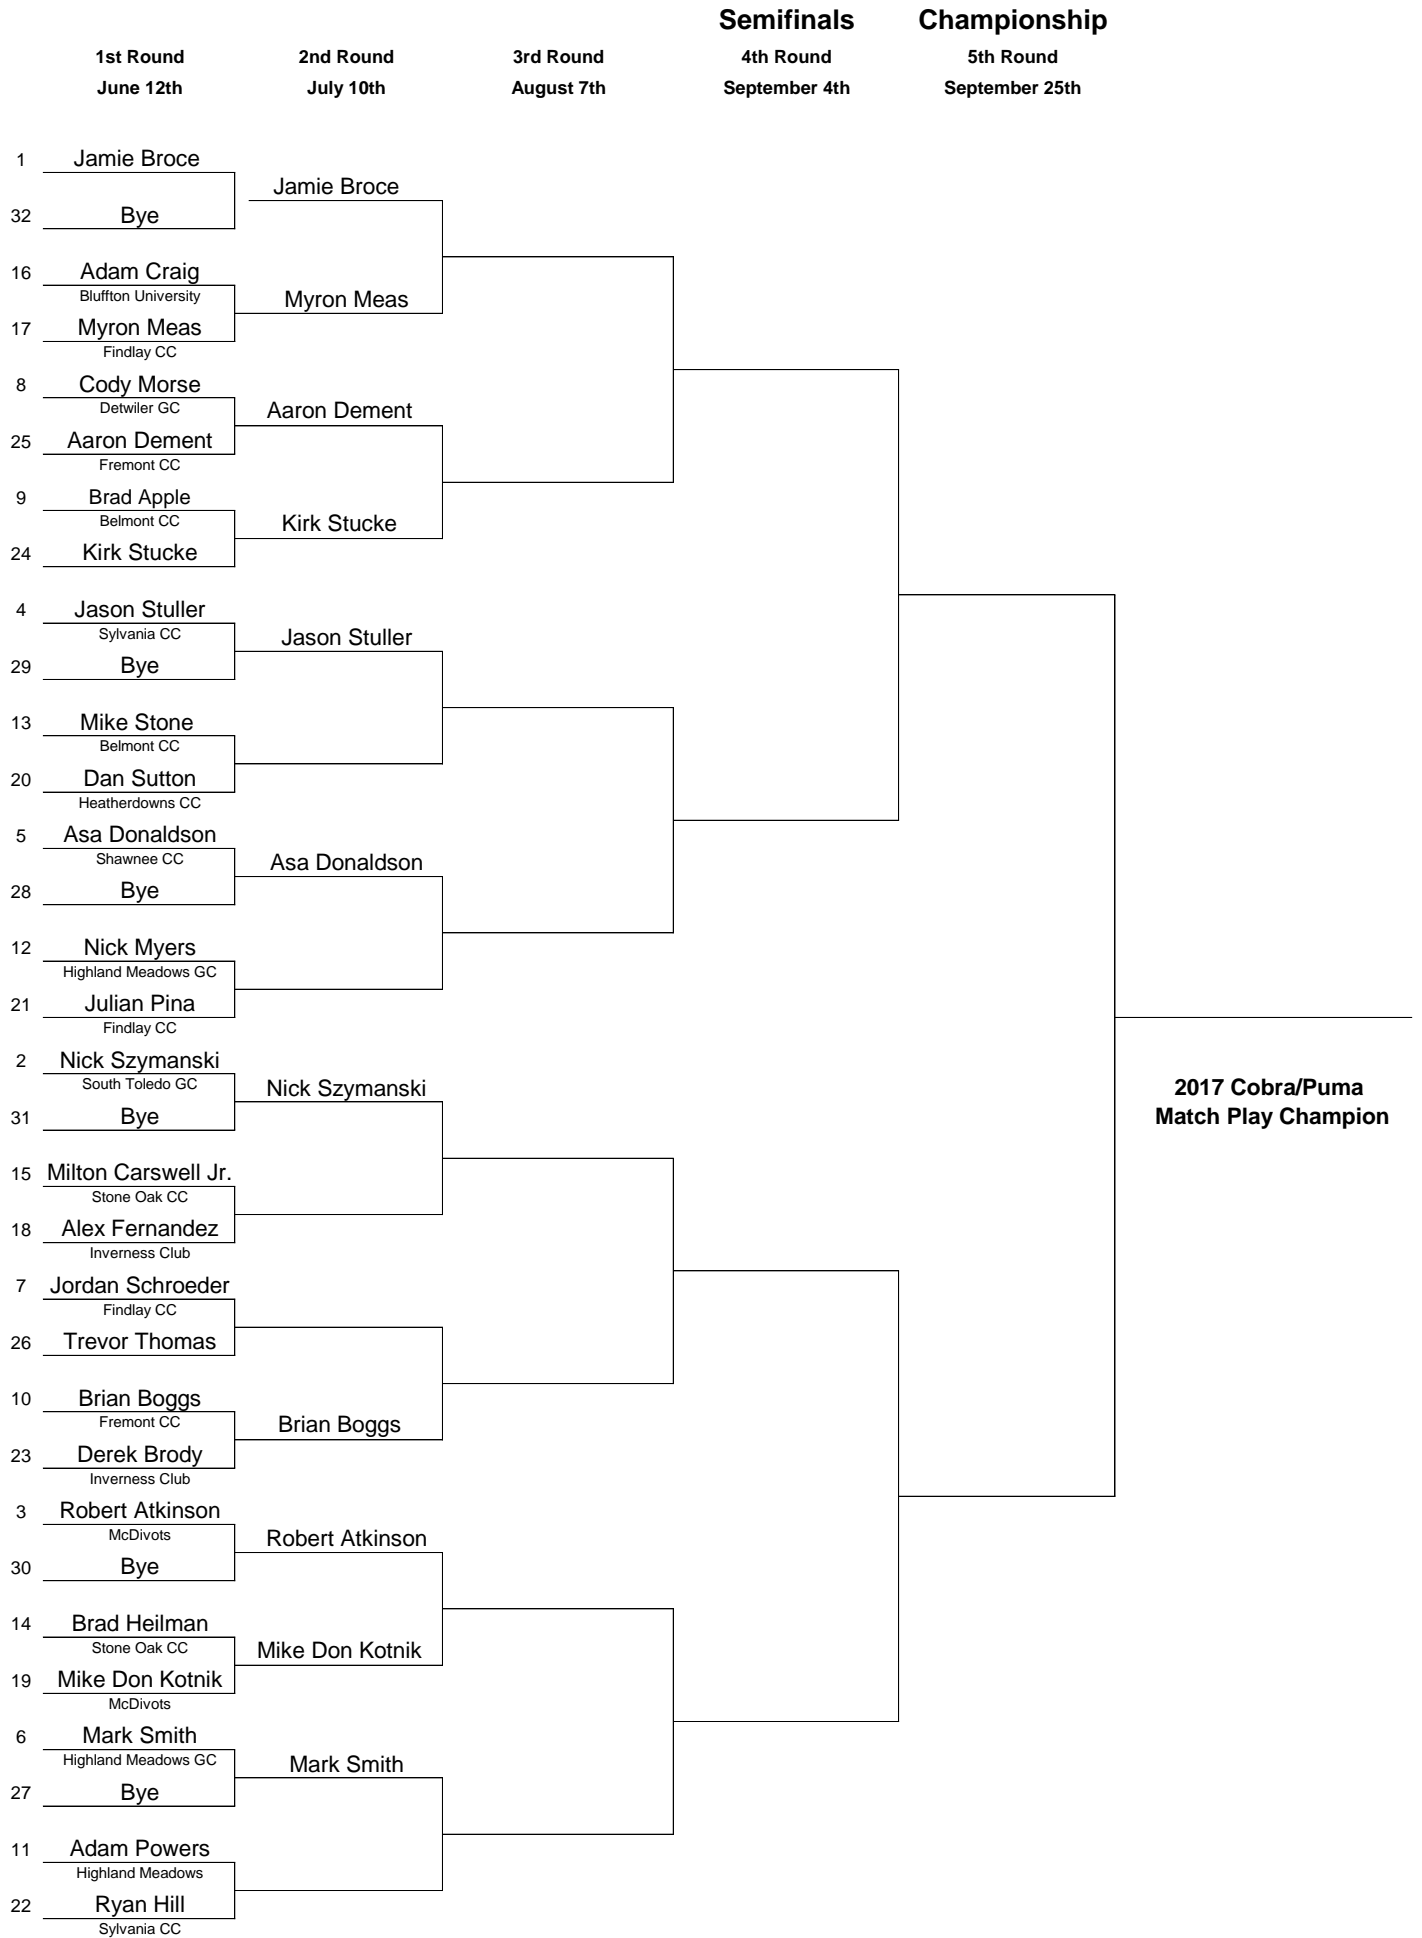 Semifinals Championship
1st Round 2nd Round 3rd Round 4th Round 5th Round
June 12th July 10th August 7th September 4th September 25th
1 Jamie Broce
Jamie Broce
32 Bye
16 Adam Craig
Bluffton University
Myron Meas
17 Myron Meas
Findlay CC
8 Cody Morse
Detwiler GC
Aaron Dement
25 Aaron Dement
Fremont CC
9 Brad Apple
Belmont CC
Kirk Stucke
24 Kirk Stucke
4 Jason Stuller
Sylvania CC
Jason Stuller
29 Bye
13 Mike Stone
Belmont CC
20 Dan Sutton
Heatherdowns CC
5 Asa Donaldson
Shawnee CC
Asa Donaldson
28 Bye
12 Nick Myers
Highland Meadows GC
21 Julian Pina
Findlay CC
2 Nick Szymanski
South Toledo GC
Nick Szymanski
2017 Cobra/Puma
Match Play Champion
31 Bye
15 Milton Carswell Jr.
Stone Oak CC
18 Alex Fernandez
Inverness Club
7 Jordan Schroeder
Findlay CC
26 Trevor Thomas
10 Brian Boggs
Fremont CC
Brian Boggs
23 Derek Brody
Inverness Club
3 Robert Atkinson
McDivots
Robert Atkinson
30 Bye
14 Brad Heilman
Stone Oak CC
Mike Don Kotnik
19 Mike Don Kotnik
McDivots
6 Mark Smith
Highland Meadows GC
Mark Smith
27 Bye
11 Adam Powers
Highland Meadows
22 Ryan Hill
Sylvania CC